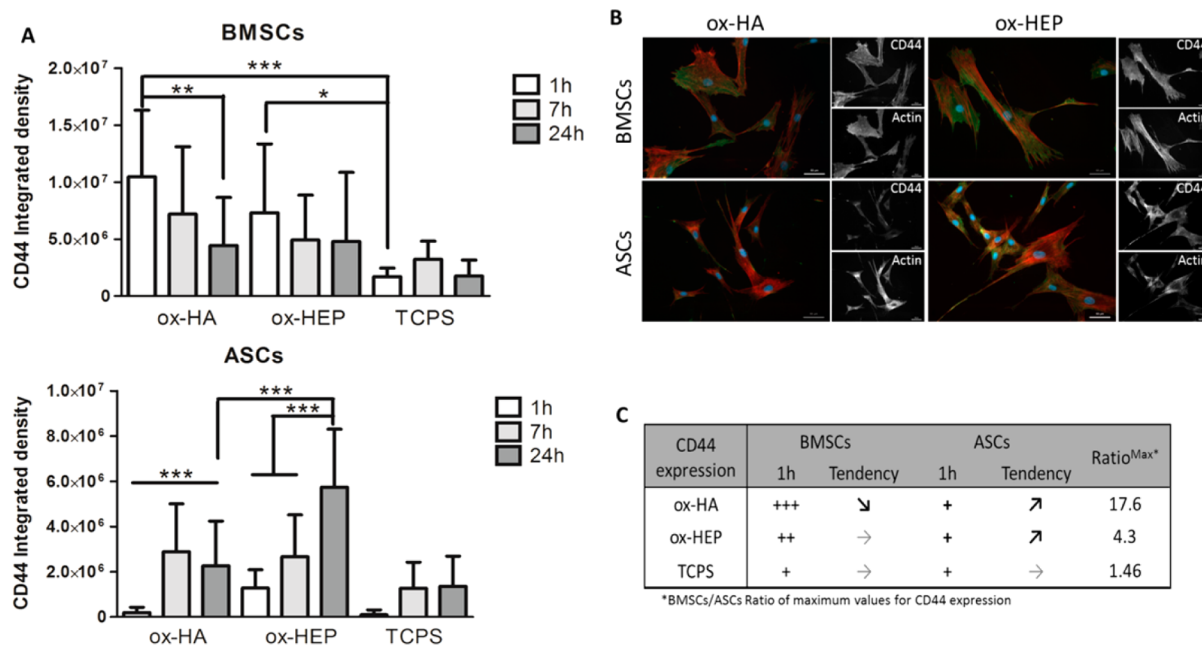 A
BMSCs
CD44 Integrated density
2.0×10⁷
1.5×10⁷
1.0×10⁷
5.0×10⁶
0
***
**
*
1h
7h
24h
ox-HA ox-HEP TCPS
ASCs
CD44 Integrated density
1.0×10⁷
8.0×10⁶
6.0×10⁶
4.0×10⁶
2.0×10⁶
0
***
***
***
1h
7h
24h
ox-HA ox-HEP TCPS
B
ox-HA ox-HEP
BMSCs
CD44
Actin
CD44
Actin
ASCs
CD44
Actin
CD44
Actin
C
CD44 expression BMSCs ASCs Ratio^Max*
1h Tendency 1h Tendency
ox-HA +++ ↘ + ↗ 17.6
ox-HEP ++ → + ↗ 4.3
TCPS + → + → 1.46
*BMSCs/ASCs Ratio of maximum values for CD44 expression